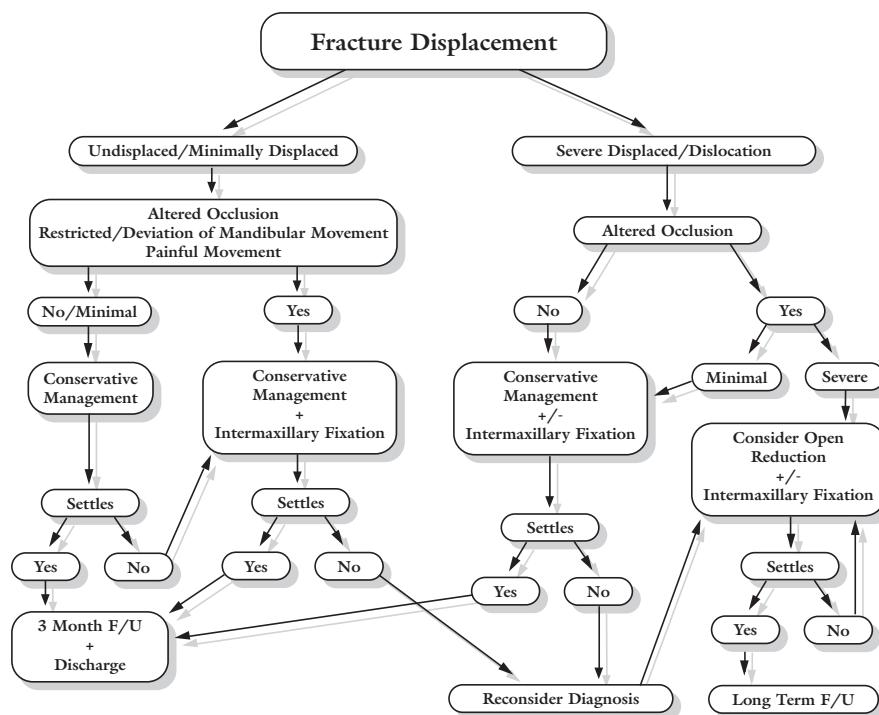 Fracture Displacement
Undisplaced/Minimally Displaced
Severe Displaced/Dislocation
Altered Occlusion
Restricted/Deviation of Mandibular Movement
Painful Movement
Altered Occlusion
No/Minimal
Yes
No
Yes
Conservative
Management
Conservative
Management
+
Intermaxillary Fixation
Conservative
Management
+/-
Intermaxillary Fixation
Minimal
Severe
Consider Open
Reduction
+/-
Intermaxillary Fixation
Settles
Settles
Settles
Settles
Yes
No
Yes
No
Yes
No
Yes
No
3 Month F/U
+
Discharge
Reconsider Diagnosis
Long Term F/U